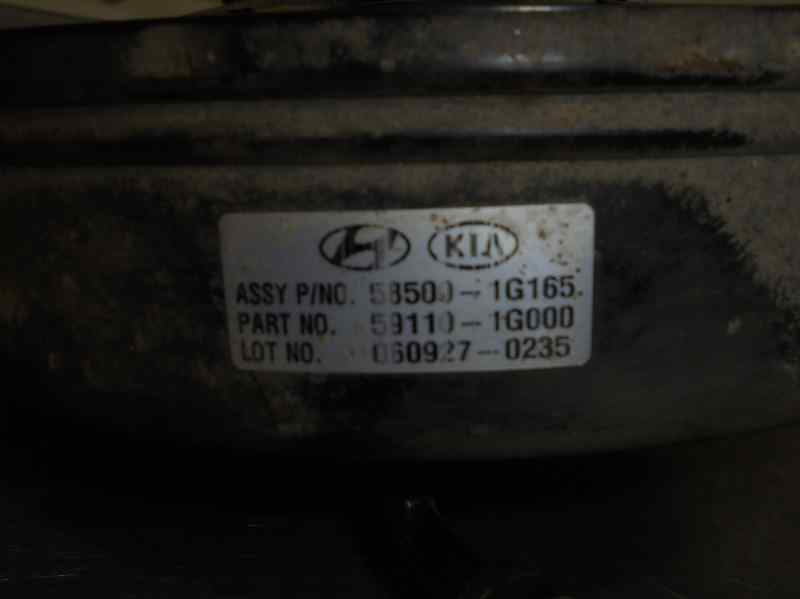 KIA
ASSY P/NO. 58500-1G165
PART NO. 59110-1G000
LOT NO. 060927-0235